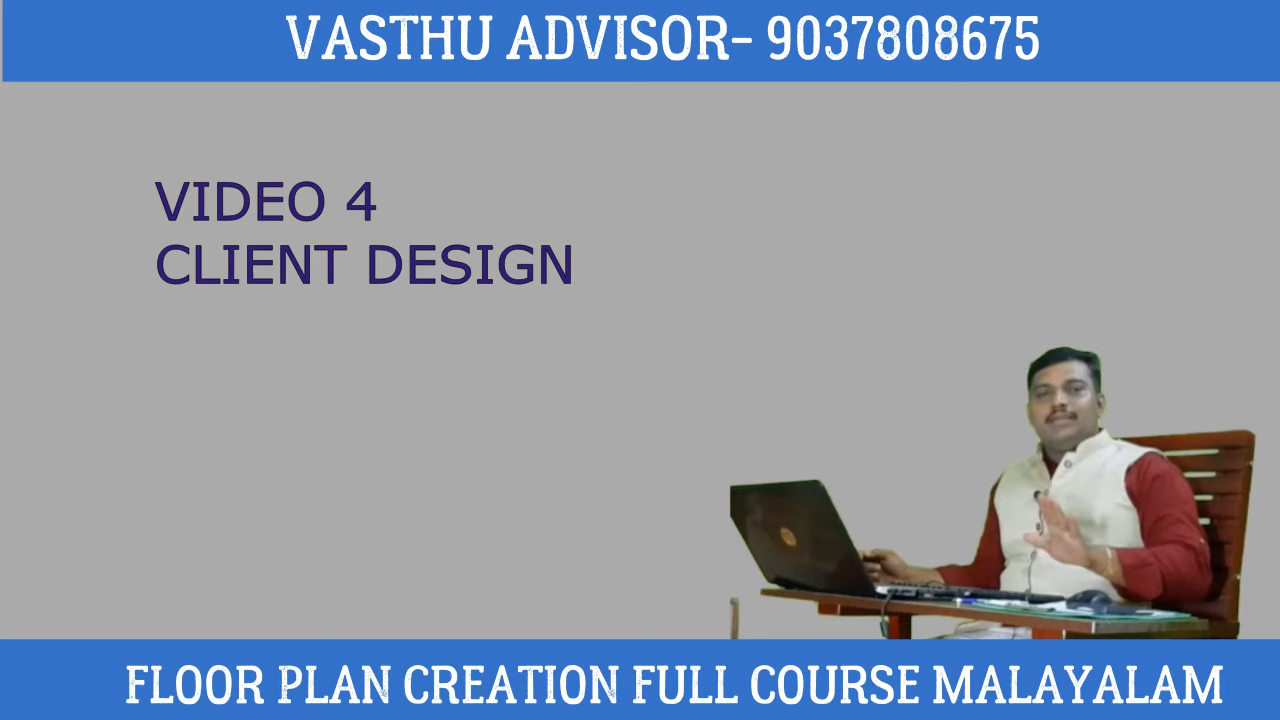 VASTHU ADVISOR- 9037808675
VIDEO 4
CLIENT DESIGN
FLOOR PLAN CREATION FULL COURSE MALAYALAM